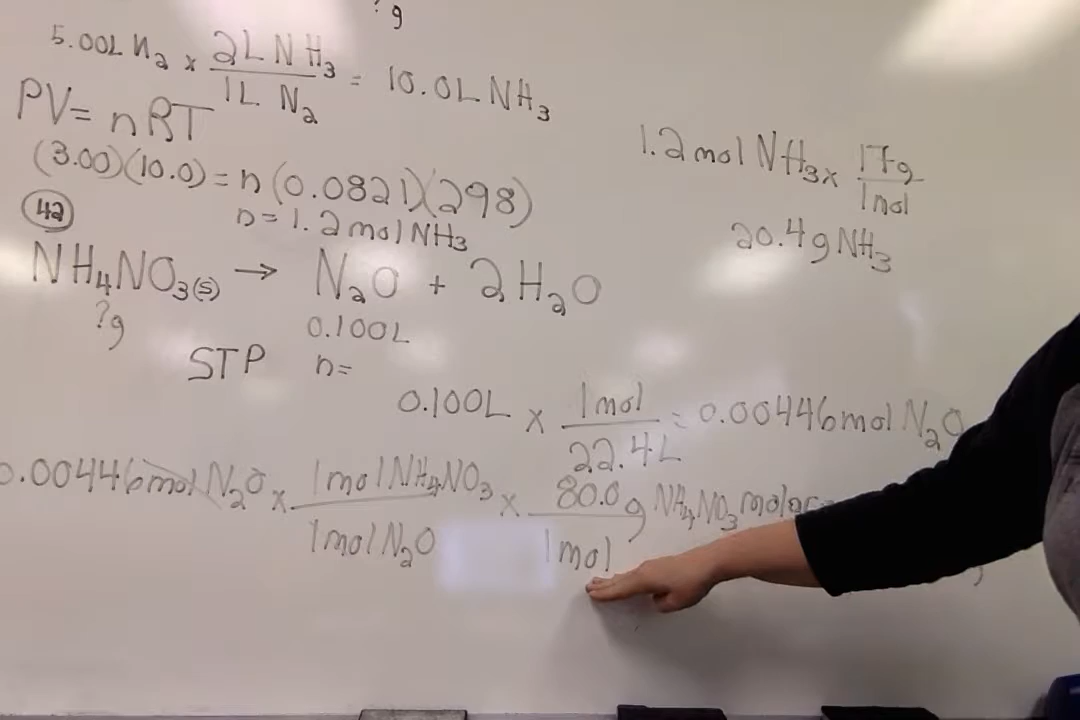 ? g
5.00L N₂ x 2L NH₃ / 1L N₂ = 10.0L NH₃
PV = nRT
(3.00)(10.0) = n(0.0821)(298)
n = 1.2 mol NH₃
1.2 mol NH₃ x 17g / 1mol
20.4g NH₃
42
NH₄NO₃(s) → N₂O + 2H₂O
?g 0.100L
STP n=
0.100L x 1mol / 22.4L = 0.00446 mol N₂O
0.00446 mol N₂O x 1mol NH₄NO₃ / 1mol N₂O x 80.0g NH₄NO₃ / 1mol